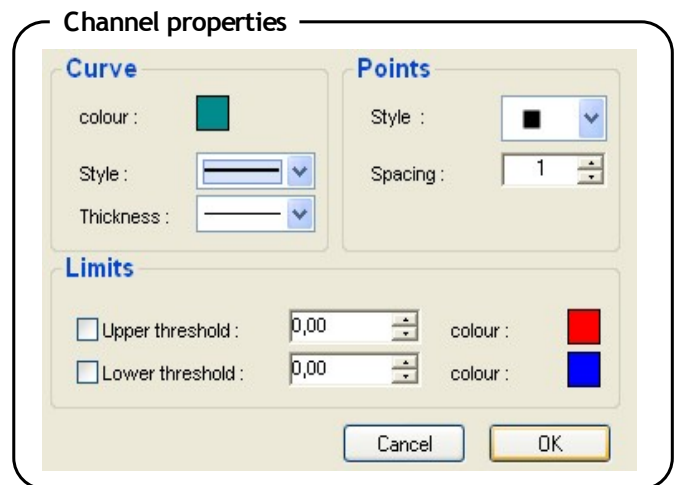 Channel properties
Curve
colour :
Style :
Thickness :
Points
Style :
Spacing : 1
Limits
Upper threshold : 0,00 colour :
Lower threshold : 0,00 colour :
Cancel OK